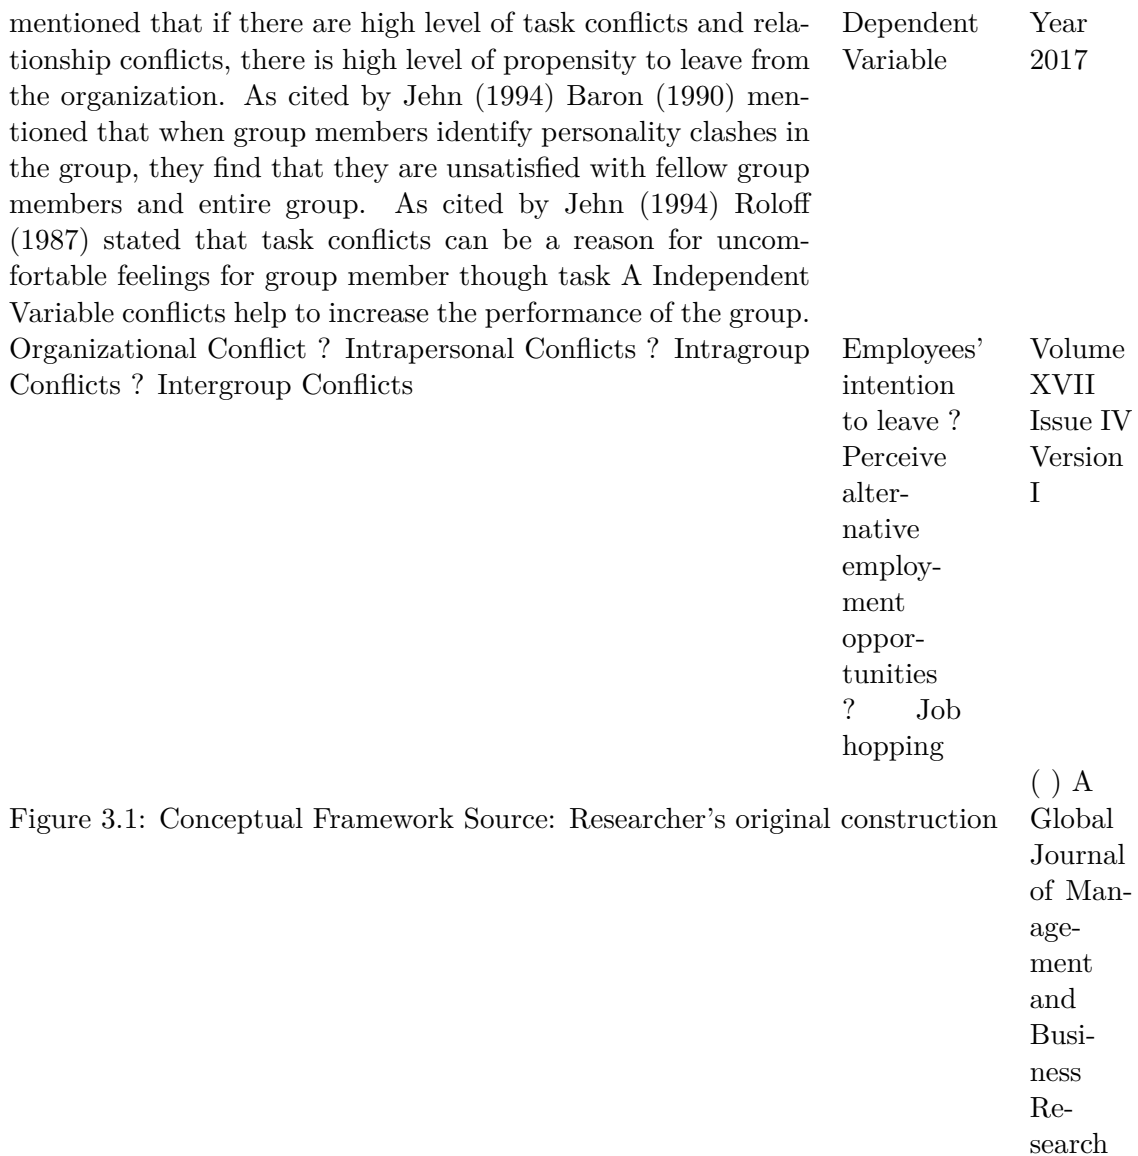 mentioned that if there are high level of task conflicts and rela-
tionship conflicts, there is high level of propensity to leave from
the organization. As cited by Jehn (1994) Baron (1990) men-
tioned that when group members identify personality clashes in
the group, they find that they are unsatisfied with fellow group
members and entire group. As cited by Jehn (1994) Roloff
(1987) stated that task conflicts can be a reason for uncom-
fortable feelings for group member though task A Independent
Variable conflicts help to increase the performance of the group.
Dependent
Variable
Year
2017
Organizational Conflict ? Intrapersonal Conflicts ? Intragroup
Conflicts ? Intergroup Conflicts
Employees'
intention
to leave ?
Perceive
alter-
native
employ-
ment
oppor-
tunities
? Job
hopping
Volume
XVII
Issue IV
Version
I
( ) A
Figure 3.1: Conceptual Framework Source: Researcher's original construction
Global
Journal
of Man-
age-
ment
and
Busi-
ness
Re-
search